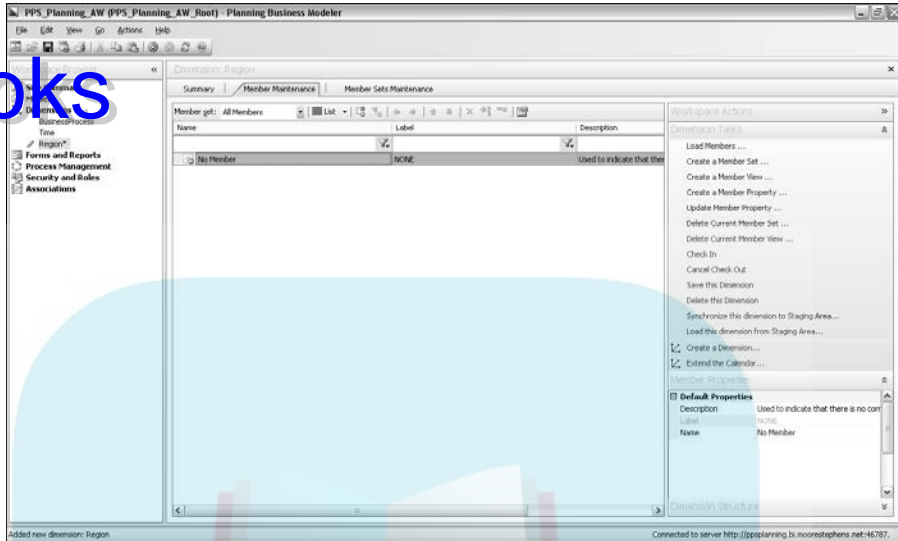 PPS_Planning_AW (PPS_Planning_AW_Root) - Planning Business Modeler
File Edit View Go Actions Help
oks
Dimension: Region
Summary Member Maintenance Member Sets Maintenance
Member set: All Members List
Name Label Description
No Member NONE Used to indicate that ther
BusinessProcess
Time
Region*
Forms and Reports
Process Management
Security and Roles
Associations
Workspace Actions
Dimension Tasks
Load Members ...
Create a Member Set ...
Create a Member View ...
Create a Member Property ...
Update Member Property ...
Delete Current Member Set ...
Delete Current Member View ...
Check In
Cancel Check Out
Save this Dimension
Delete this Dimension
Synchronize this dimension to Staging Area...
Load this dimension from Staging Area...
Create a Dimension...
Extend the Calendar...
Member Properties
Default Properties
Description Used to indicate that there is no corr
Label NONE
Name No Member
Dimension Structure
Added new dimension: Region
Connected to server http://ppsplanning.bi.moorestephens.net:46787.